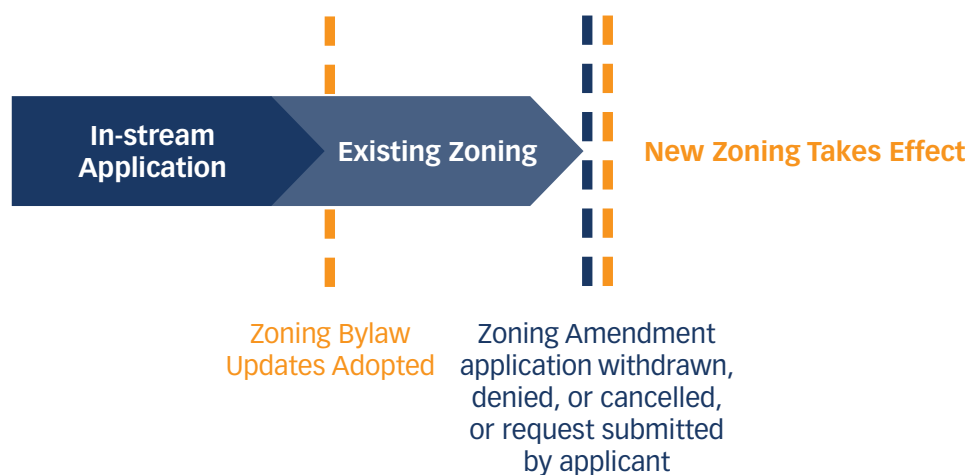 In-stream
Application
Existing Zoning
New Zoning Takes Effect
Zoning Bylaw
Updates Adopted
Zoning Amendment
application withdrawn,
denied, or cancelled,
or request submitted
by applicant